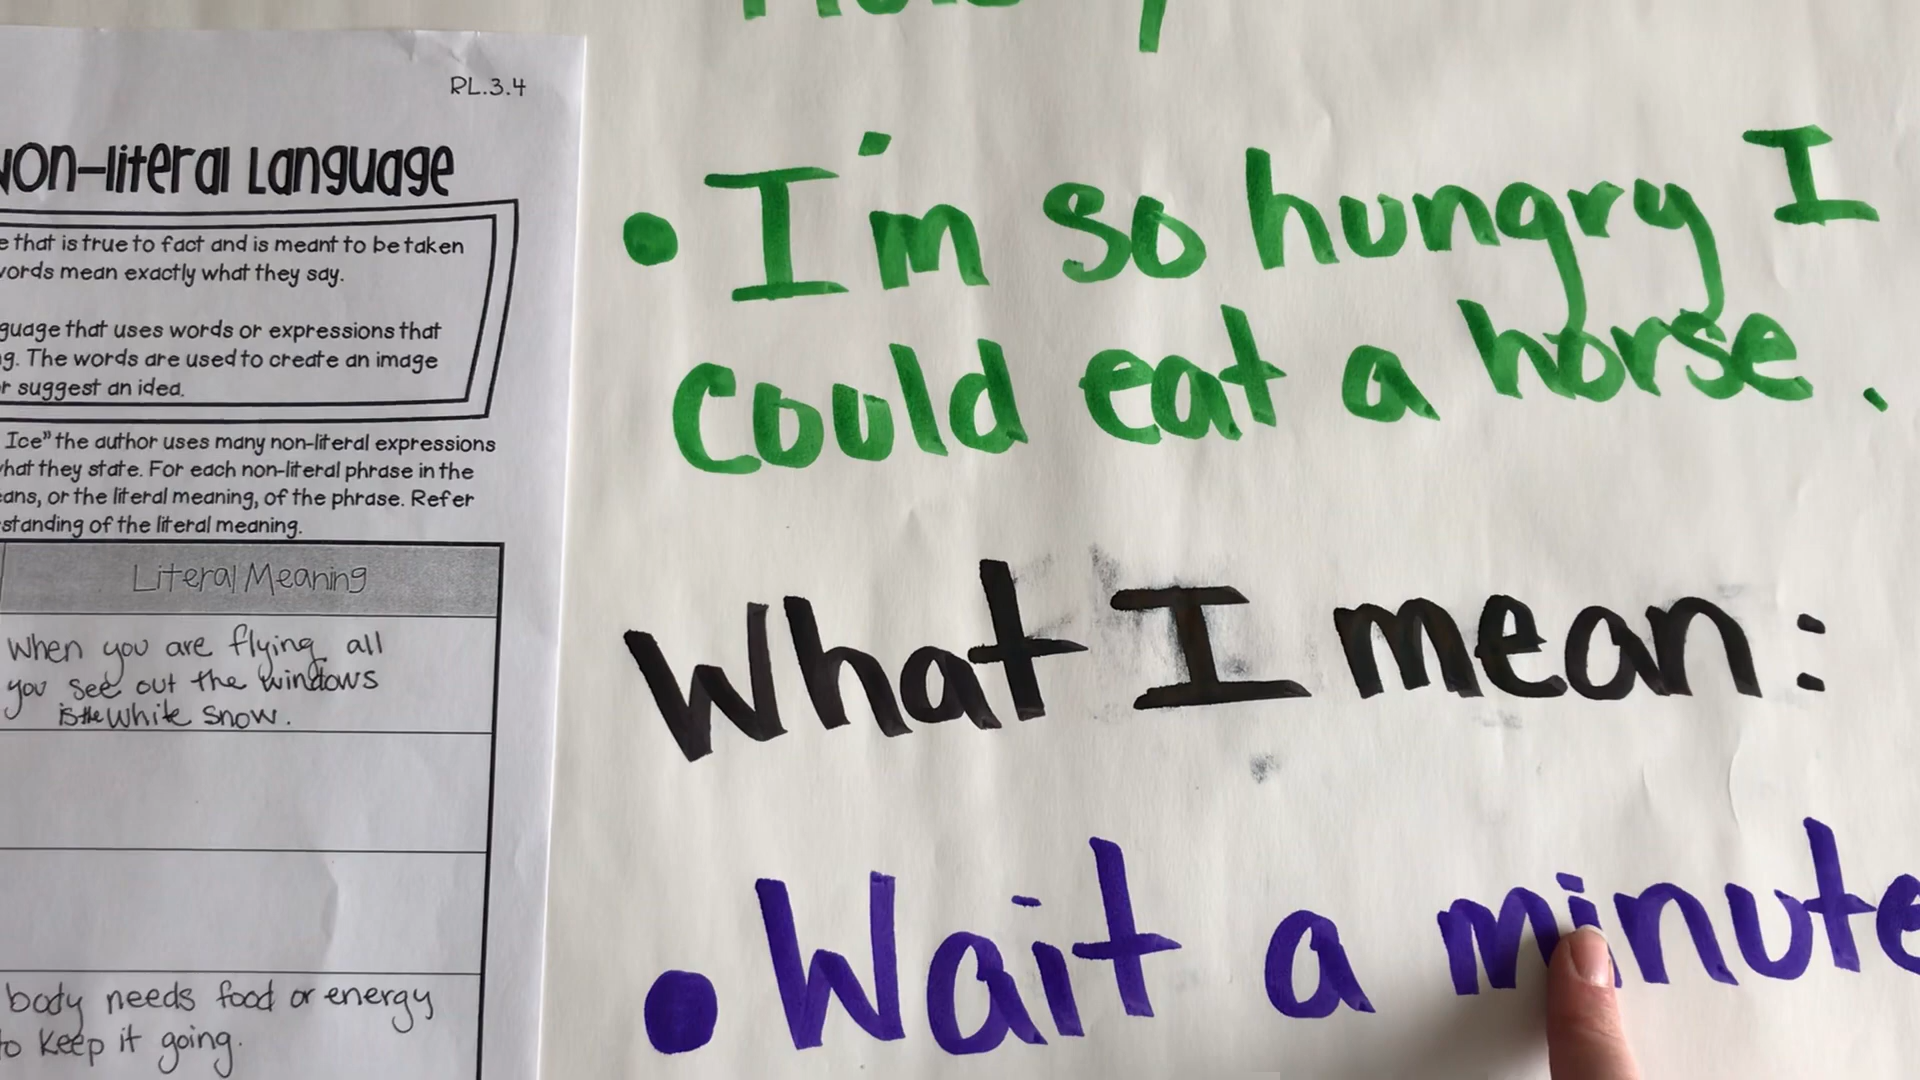 RL.3.4
Non-literal Language
that is true to fact and is meant to be taken
words mean exactly what they say.
that uses words or expressions that
The words are used to create an image
suggest an idea.
Ice" the author uses many non-literal expressions
they state. For each non-literal phrase in the
or the literal meaning, of the phrase. Refer
of the literal meaning.
Literal Meaning
When you are flying all
you see out the windows
is the white snow.
body needs food or energy
to keep it going.
• I'm so hungry I
could eat a horse.
What I mean:
• Wait a minute